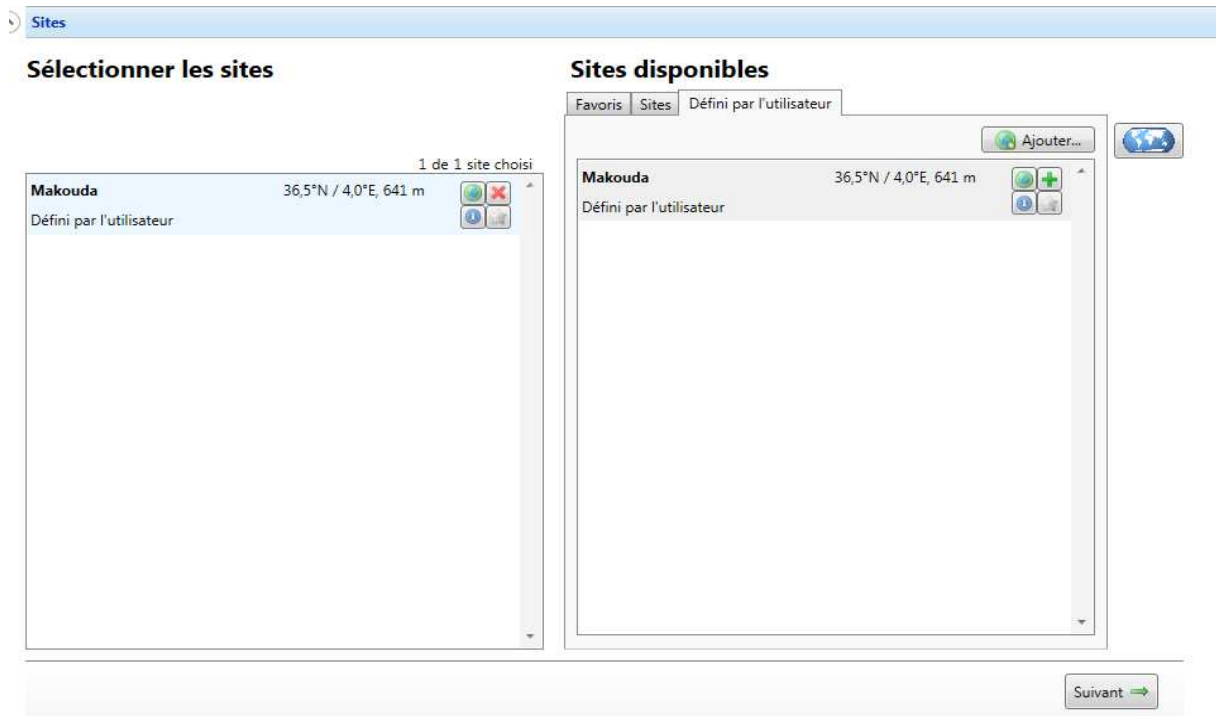 Sites
Sélectionner les sites
1 de 1 site choisi
Makouda 36,5°N / 4,0°E, 641 m
Défini par l'utilisateur
Sites disponibles
Favoris Sites Défini par l'utilisateur
Ajouter...
Makouda 36,5°N / 4,0°E, 641 m
Défini par l'utilisateur
Suivant